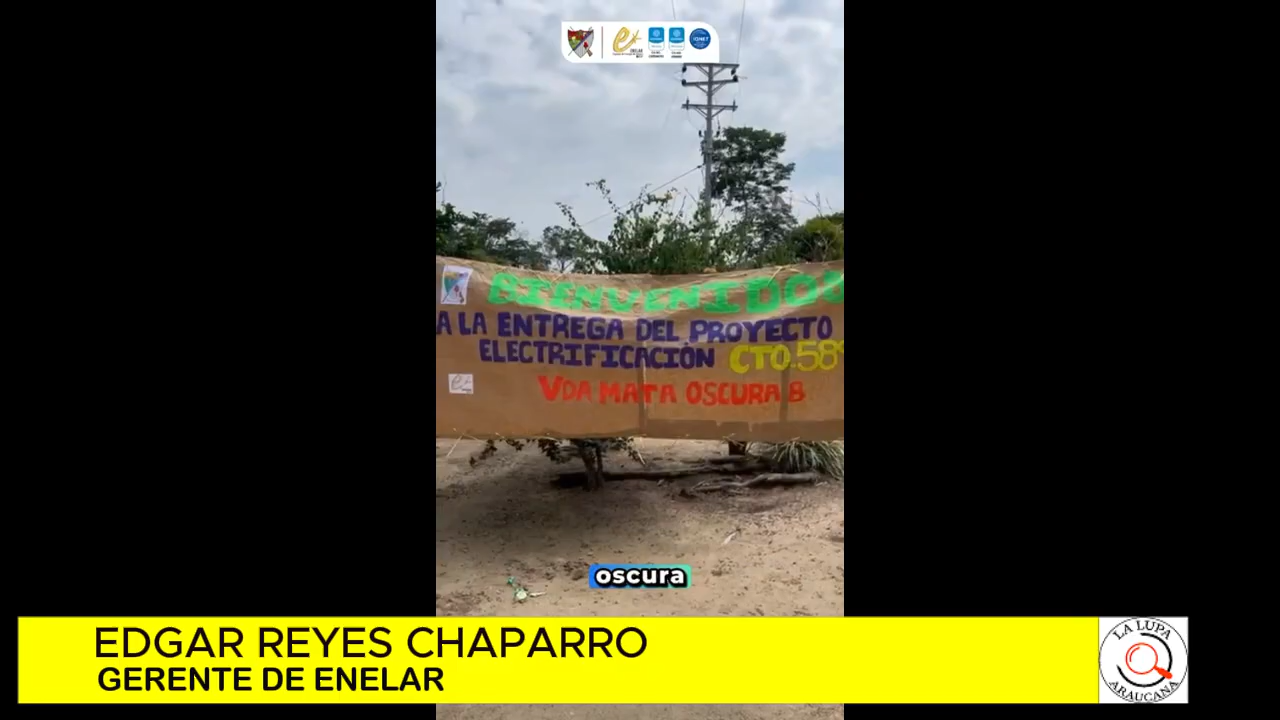 BIENVENIDOS
A LA ENTREGA DEL PROYECTO
ELECTRIFICACIÓN CTO.58
VDA MATA OSCURA B
oscura
EDGAR REYES CHAPARRO
GERENTE DE ENELAR
LA LUPA
ARAUCANA